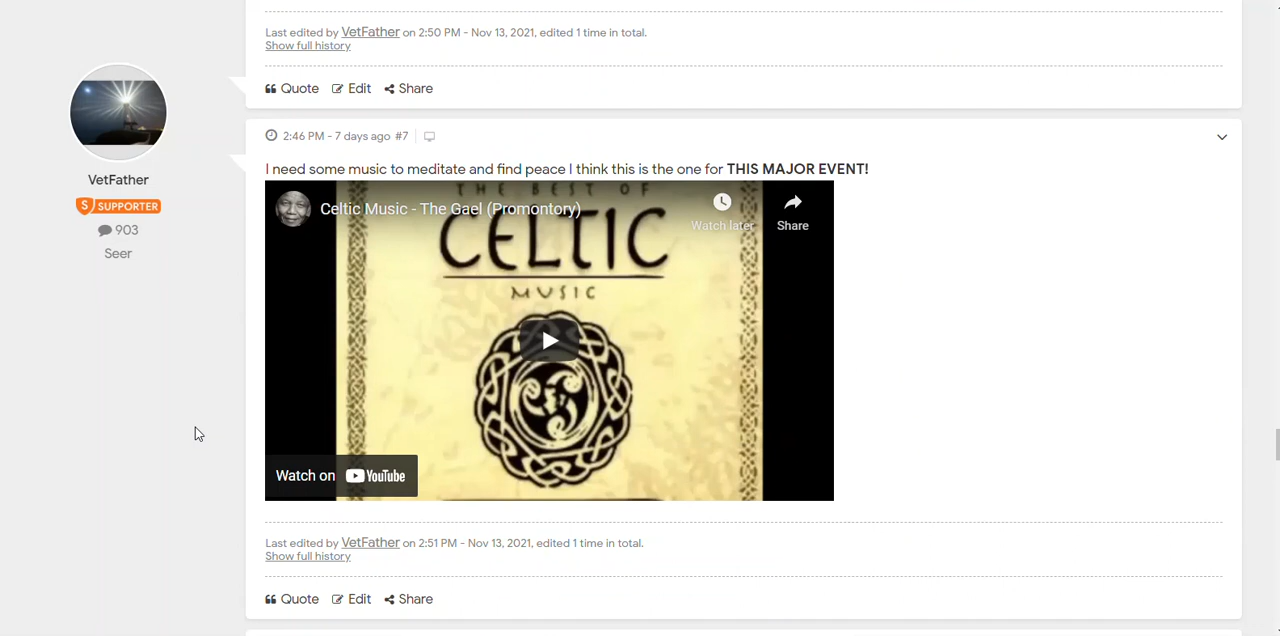 Last edited by VetFather on 2:50 PM - Nov 13, 2021, edited 1 time in total.
Show full history
Quote Edit Share
VetFather
S SUPPORTER
903
Seer
2:46 PM - 7 days ago #7
I need some music to meditate and find peace I think this is the one for THIS MAJOR EVENT!
THE BEST OF
Celtic Music - The Gael (Promontory)
Watch later
Share
CELTIC
MUSIC
Watch on YouTube
Last edited by VetFather on 2:51 PM - Nov 13, 2021, edited 1 time in total.
Show full history
Quote Edit Share